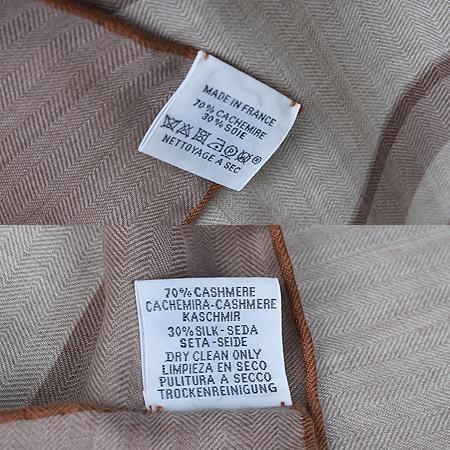 MADE IN FRANCE
70% CACHEMIRE
30% SOIE
NETTOYAGE A SEC
70% CASHMERE
CACHEMIRA-CASHMERE
KASCHMIR
30% SILK-SEDA
SETA-SEIDE
DRY CLEAN ONLY
LIMPIEZA EN SECO
PULITURA A SECCO
TROCKENREINIGUNG